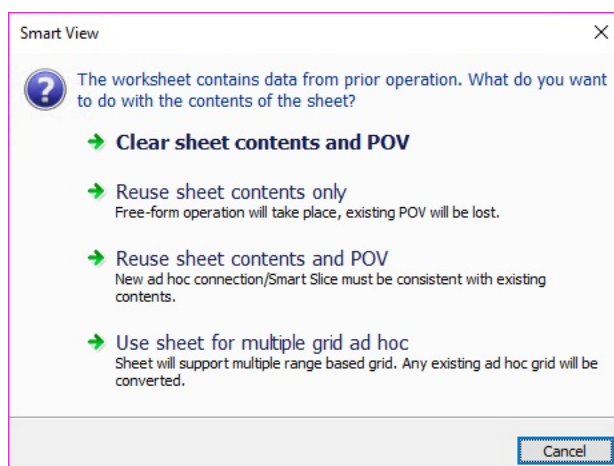 Smart View
The worksheet contains data from prior operation. What do you want
to do with the contents of the sheet?
Clear sheet contents and POV
Reuse sheet contents only
Free-form operation will take place, existing POV will be lost.
Reuse sheet contents and POV
New ad hoc connection/Smart Slice must be consistent with existing
contents.
Use sheet for multiple grid ad hoc
Sheet will support multiple range based grid. Any existing ad hoc grid will be
converted.
Cancel